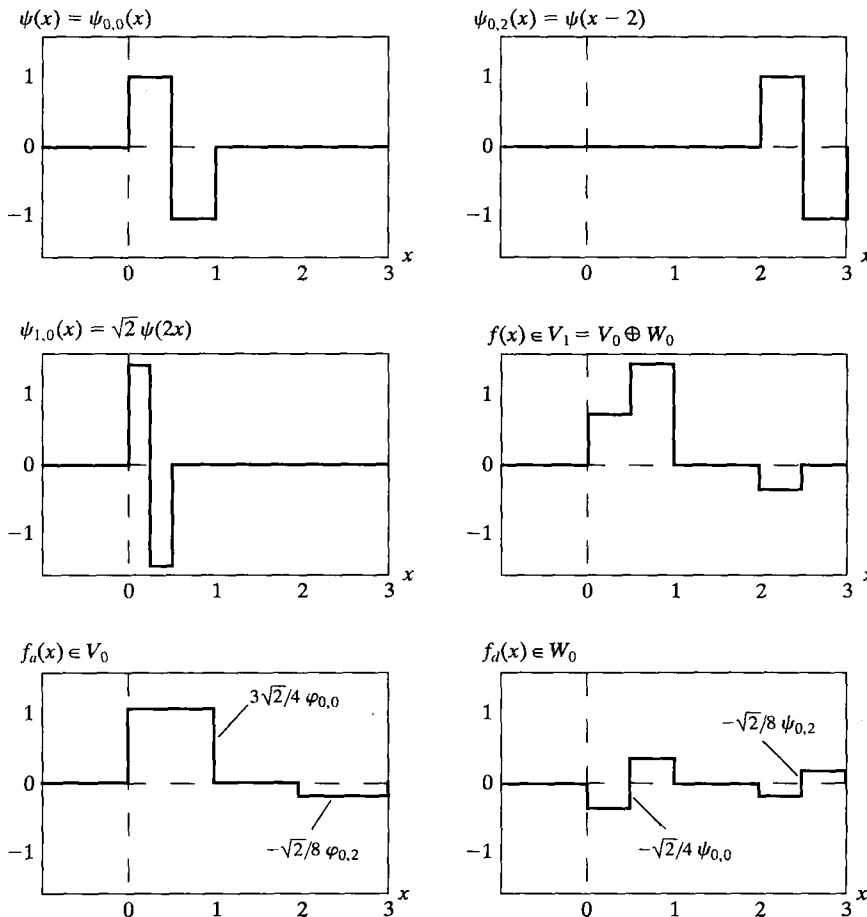 ψ(x) = ψ₀,₀(x)
1
0
−1
0 1 2 3 x
ψ₀,₂(x) = ψ(x − 2)
1
0
−1
0 1 2 3 x
ψ₁,₀(x) = √2 ψ(2x)
1
0
−1
0 1 2 3 x
f(x) ∈ V₁ = V₀ ⊕ W₀
1
0
−1
0 1 2 3 x
fₐ(x) ∈ V₀
1
0
−1
3√2/4 φ₀,₀
−√2/8 φ₀,₂
0 1 2 3 x
f_d(x) ∈ W₀
1
0
−1
−√2/8 ψ₀,₂
−√2/4 ψ₀,₀
0 1 2 3 x